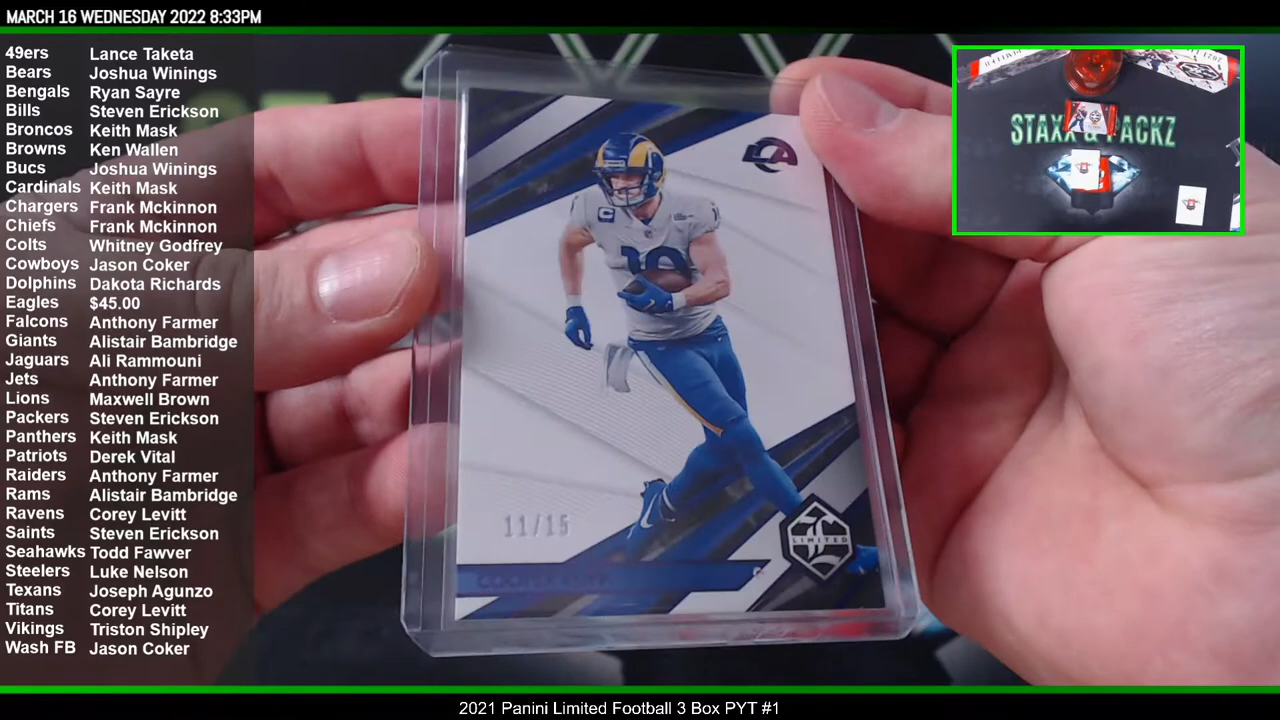 MARCH 16 WEDNESDAY 2022 8:33PM
49ers Lance Taketa
Bears Joshua Winings
Bengals Ryan Sayre
Bills Steven Erickson
Broncos Keith Mask
Browns Ken Wallen
Bucs Joshua Winings
Cardinals Keith Mask
Chargers Frank Mckinnon
Chiefs Frank Mckinnon
Colts Whitney Godfrey
Cowboys Jason Coker
Dolphins Dakota Richards
Eagles $45.00
Falcons Anthony Farmer
Giants Alistair Bambridge
Jaguars Ali Rammouni
Jets Anthony Farmer
Lions Maxwell Brown
Packers Steven Erickson
Panthers Keith Mask
Patriots Derek Vital
Raiders Anthony Farmer
Rams Alistair Bambridge
Ravens Corey Levitt
Saints Steven Erickson
Seahawks Todd Fawver
Steelers Luke Nelson
Texans Joseph Agunzo
Titans Corey Levitt
Vikings Triston Shipley
Wash FB Jason Coker
10
11/15
LIMITED
STAXX & PACKZ
2021 Panini Limited Football 3 Box PYT #1